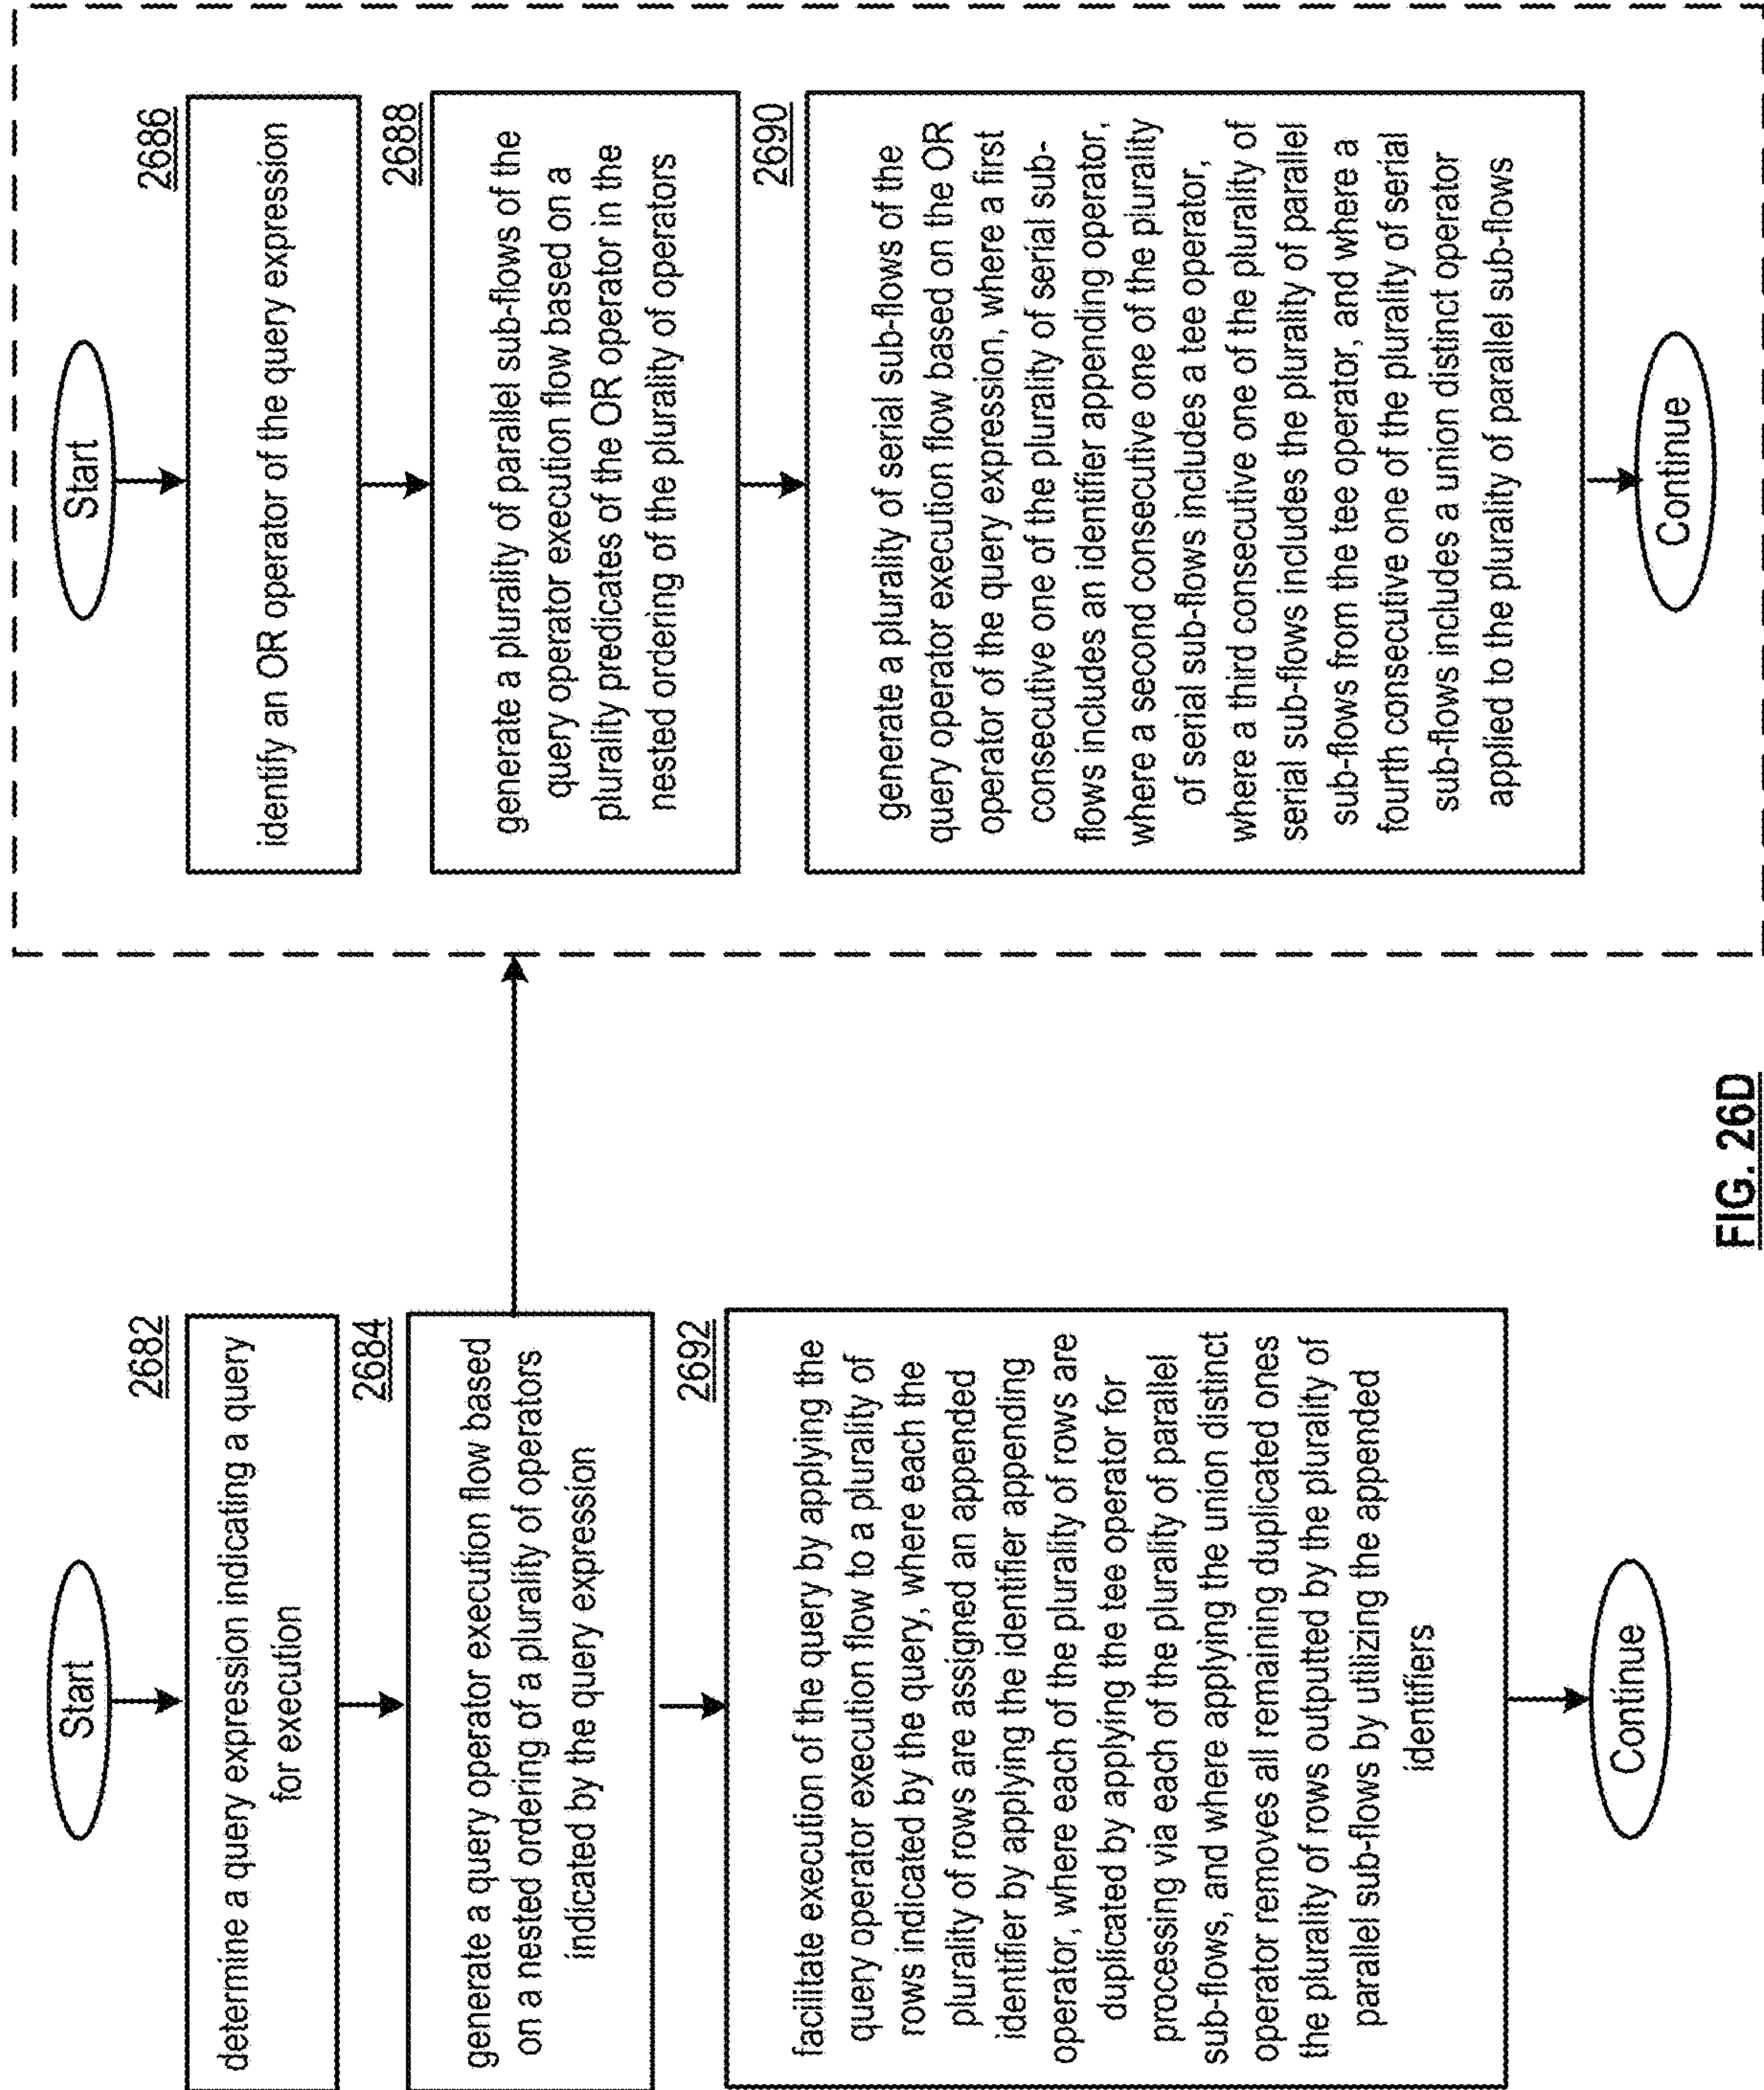 Start
2682
determine a query expression indicating a query
for execution
2684
generate a query operator execution flow based
on a nested ordering of a plurality of operators
indicated by the query expression
2692
facilitate execution of the query by applying the
query operator execution flow to a plurality of
rows indicated by the query, where each the
plurality of rows are assigned an appended
identifier by applying the identifier appending
operator, where each of the plurality of rows are
duplicated by applying the tee operator for
processing via each of the plurality of parallel
sub-flows, and where applying the union distinct
operator removes all remaining duplicated ones
the plurality of rows outputted by the plurality of
parallel sub-flows by utilizing the appended
identifiers
Continue
Start
2686
identify an OR operator of the query expression
2688
generate a plurality of parallel sub-flows of the
query operator execution flow based on a
plurality predicates of the OR operator in the
nested ordering of the plurality of operators
2690
generate a plurality of serial sub-flows of the
query operator execution flow based on the OR
operator of the query expression, where a first
consecutive one of the plurality of serial sub-
flows includes an identifier appending operator,
where a second consecutive one of the plurality
of serial sub-flows includes a tee operator,
where a third consecutive one of the plurality of
serial sub-flows includes the plurality of parallel
sub-flows from the tee operator, and where a
fourth consecutive one of the plurality of serial
sub-flows includes a union distinct operator
applied to the plurality of parallel sub-flows
Continue
FIG. 26D